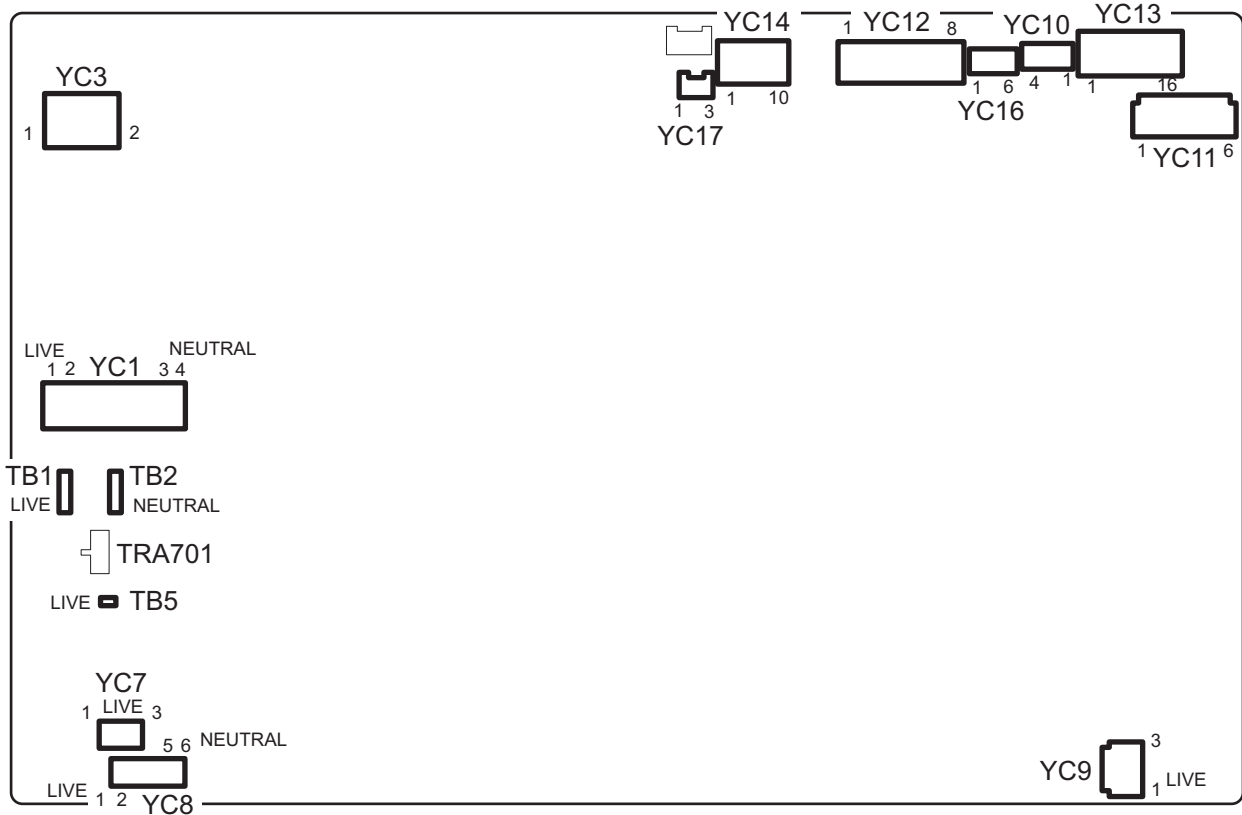 YC14
1 YC12 8
YC10
YC13
YC3
1 2
1 3
1 10
YC17
1 6
YC16
4 1
1 16
1 YC11 6
LIVE
NEUTRAL
1 2 YC1 3 4
TB1
LIVE
TB2
NEUTRAL
TRA701
LIVE TB5
YC7
1 LIVE 3
5 6 NEUTRAL
LIVE 1 2 YC8
3
YC9
1 LIVE